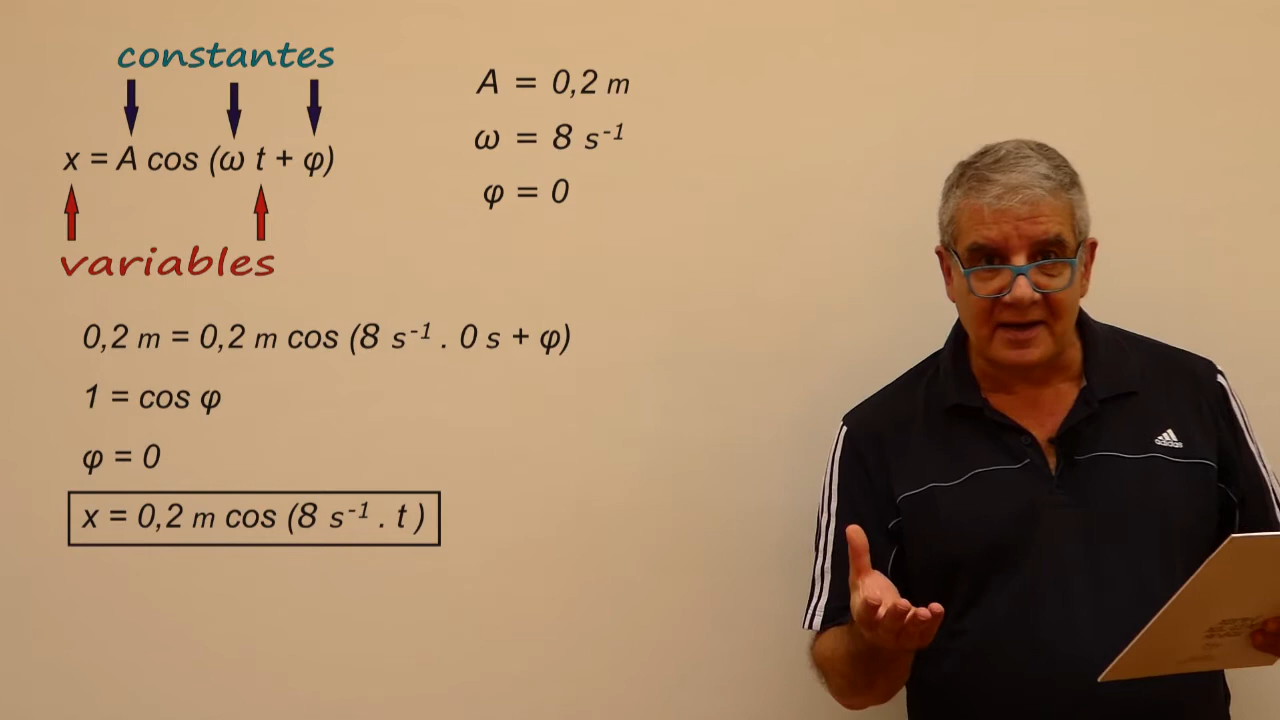 constantes
x = A cos (ω t + φ)
variables
A = 0,2 m
ω = 8 s⁻¹
φ = 0
0,2 m = 0,2 m cos (8 s⁻¹ . 0 s + φ)
1 = cos φ
φ = 0
x = 0,2 m cos (8 s⁻¹ . t )
adidas